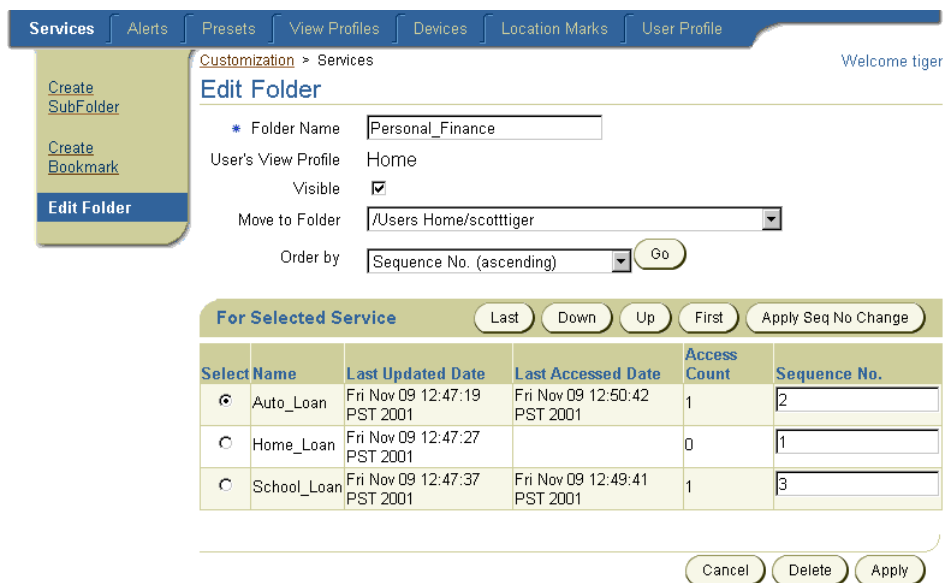 Services Alerts Presets View Profiles Devices Location Marks User Profile
Customization > Services
Welcome tiger
Create
SubFolder
Create
Bookmark
Edit Folder
Edit Folder
* Folder Name Personal_Finance
User's View Profile Home
Visible
Move to Folder /Users Home/scotttiger
Order by Sequence No. (ascending) Go
For Selected Service Last Down Up First Apply Seq No Change
Select Name Last Updated Date Last Accessed Date Access Count Sequence No.
Auto_Loan Fri Nov 09 12:47:19 PST 2001 Fri Nov 09 12:50:42 PST 2001 1 2
Home_Loan Fri Nov 09 12:47:27 PST 2001 0 1
School_Loan Fri Nov 09 12:47:37 PST 2001 Fri Nov 09 12:49:41 PST 2001 1 3
Cancel Delete Apply